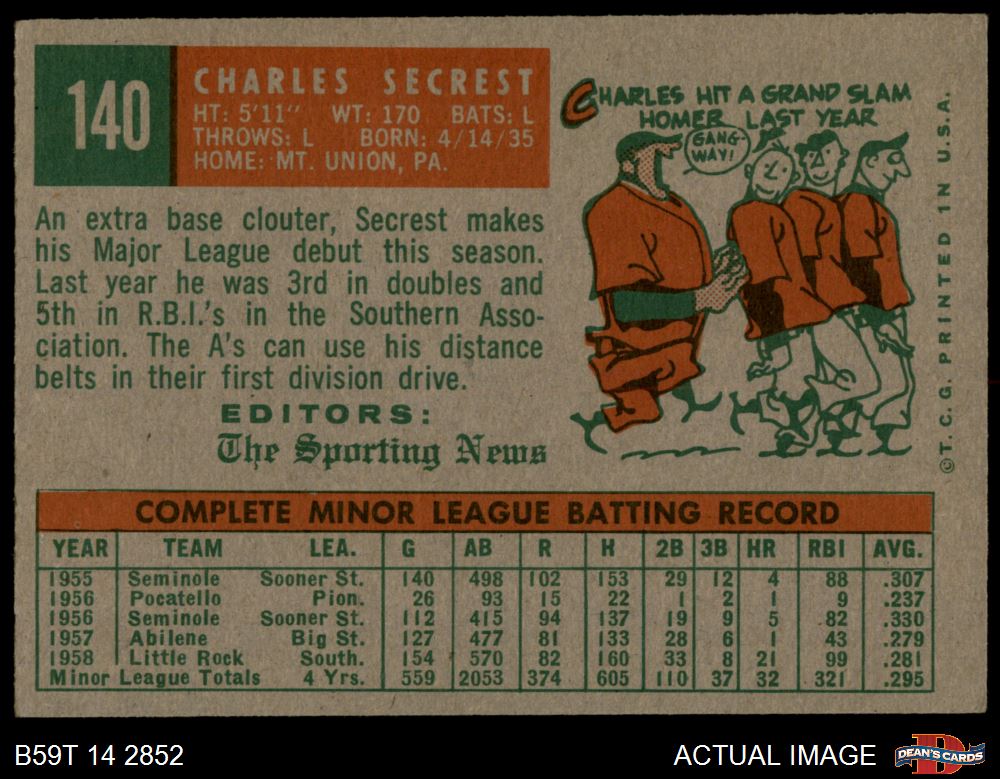 140
CHARLES SECREST
HT: 5'11" WT: 170 BATS: L
THROWS: L BORN: 4/14/35
HOME: MT. UNION, PA.
An extra base clouter, Secrest makes
his Major League debut this season.
Last year he was 3rd in doubles and
5th in R.B.I.'s in the Southern Asso-
ciation. The A's can use his distance
belts in their first division drive.
EDITORS:
The Sporting News
CHARLES HIT A GRAND SLAM
HOMER LAST YEAR
GANG-
WAY!
©T.C.G. PRINTED IN U.S.A.
COMPLETE MINOR LEAGUE BATTING RECORD
YEAR TEAM LEA. G AB R H 2B 3B HR RBI AVG.
1955 Seminole Sooner St. 140 498 102 153 29 12 4 88 .307
1956 Pocatello Pion. 26 93 15 22 1 2 1 9 .237
1956 Seminole Sooner St. 112 415 94 137 19 9 5 82 .330
1957 Abilene Big St. 127 477 81 133 28 6 1 43 .279
1958 Little Rock South. 154 570 82 160 33 8 21 99 .281
Minor League Totals 4 Yrs. 559 2053 374 605 110 37 32 321 .295
B59T 14 2852
ACTUAL IMAGE
DEAN'S CARDS